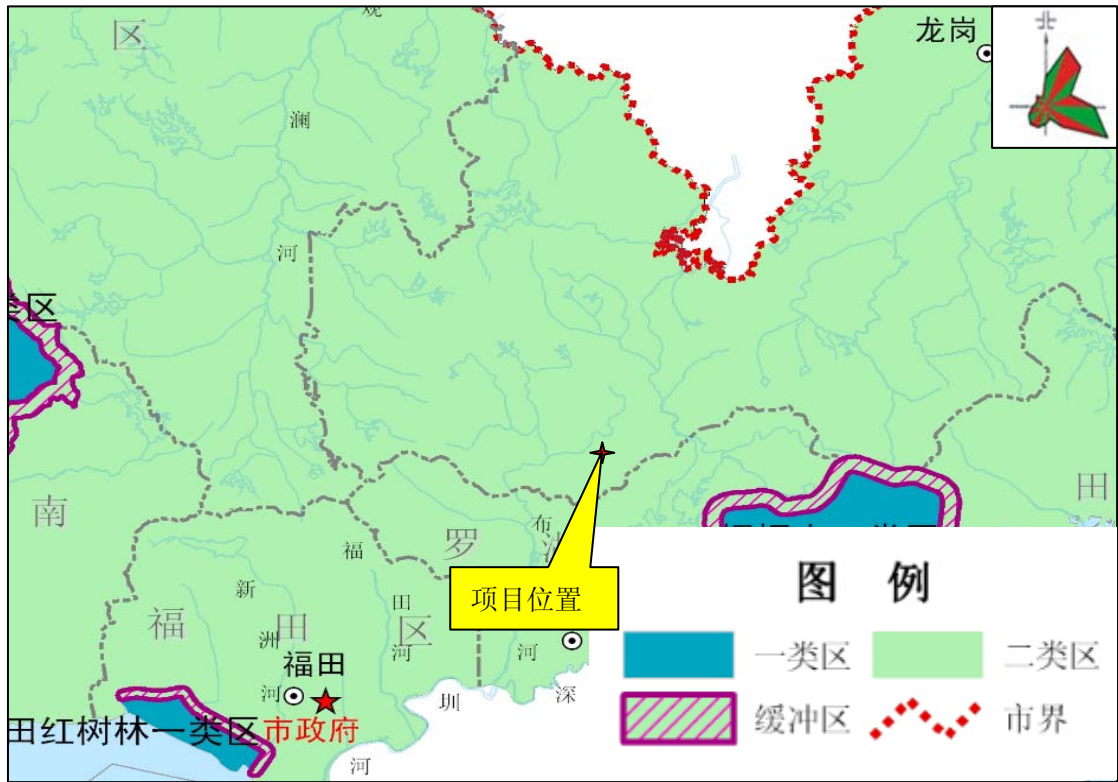 观
区
龙岗
北
澜
河
类区
南
田
布
罗
福
项目位置
新
田
图 例
福 田 区
洲
河
河
一类区
二类区
福田
河
圳
深
缓冲区
市界
田红树林一类区
市政府
河